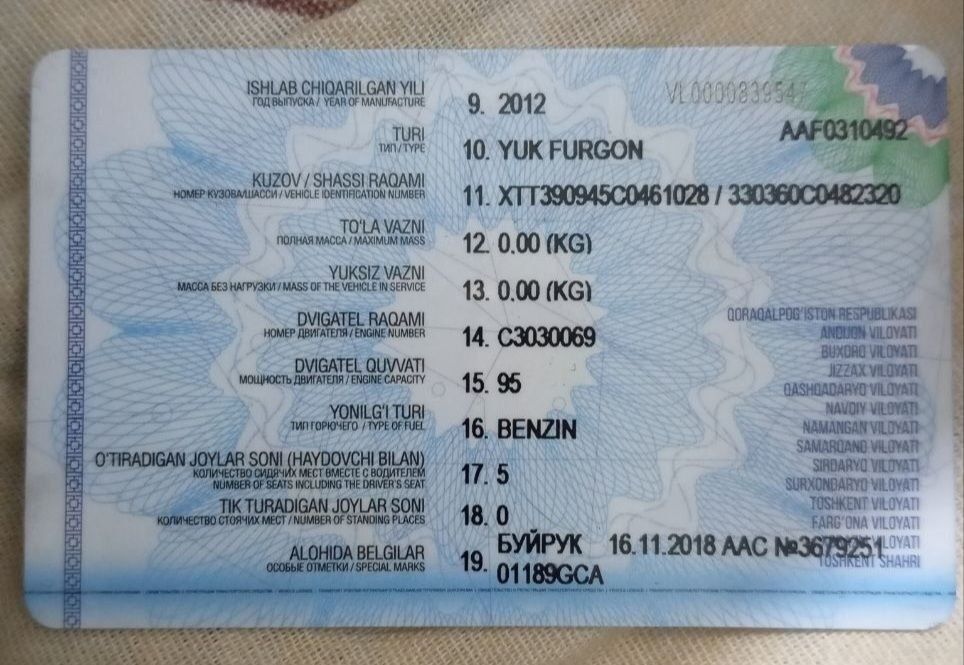 VL0000839547
AAF0310492
ISHLAB CHIQARILGAN YILI
ГОД ВЫПУСКА / YEAR OF MANUFACTURE
9. 2012
TURI
ТИП / TYPE
10. YUK FURGON
KUZOV / SHASSI RAQAMI
НОМЕР КУЗОВА/ШАССИ / VEHICLE IDENTIFICATION NUMBER
11. XTT390945C0461028 / 330360C0482320
TO'LA VAZNI
ПОЛНАЯ МАССА / MAXIMUM MASS
12. 0.00 (KG)
YUKSIZ VAZNI
МАССА БЕЗ НАГРУЗКИ / MASS OF THE VEHICLE IN SERVICE
13. 0.00 (KG)
DVIGATEL RAQAMI
НОМЕР ДВИГАТЕЛЯ / ENGINE NUMBER
14. C3030069
DVIGATEL QUVVATI
МОЩНОСТЬ ДВИГАТЕЛЯ / ENGINE CAPACITY
15. 95
YONILG'I TURI
ТИП ГОРЮЧЕГО / TYPE OF FUEL
16. BENZIN
O'TIRADIGAN JOYLAR SONI (HAYDOVCHI BILAN)
КОЛИЧЕСТВО СИДЯЧИХ МЕСТ ВМЕСТЕ С ВОДИТЕЛЕМ
NUMBER OF SEATS INCLUDING THE DRIVER'S SEAT
17. 5
TIK TURADIGAN JOYLAR SONI
КОЛИЧЕСТВО СТОЯЧИХ МЕСТ / NUMBER OF STANDING PLACES
18. 0
ALOHIDA BELGILAR
ОСОБЫЕ ОТМЕТКИ / SPECIAL MARKS
19. БУЙРУК 16.11.2018 AAC №3679251
01189GCA
QORAQALPOG'ISTON RESPUBLIKASI
ANDIJON VILOYATI
BUXORO VILOYATI
JIZZAX VILOYATI
QASHQADARYO VILOYATI
NAVOIY VILOYATI
NAMANGAN VILOYATI
SAMARQAND VILOYATI
SIRDARYO VILOYATI
SURXONDARYO VILOYATI
TOSHKENT VILOYATI
FARG'ONA VILOYATI
VILOYATI
TOSHKENT SHAHRI